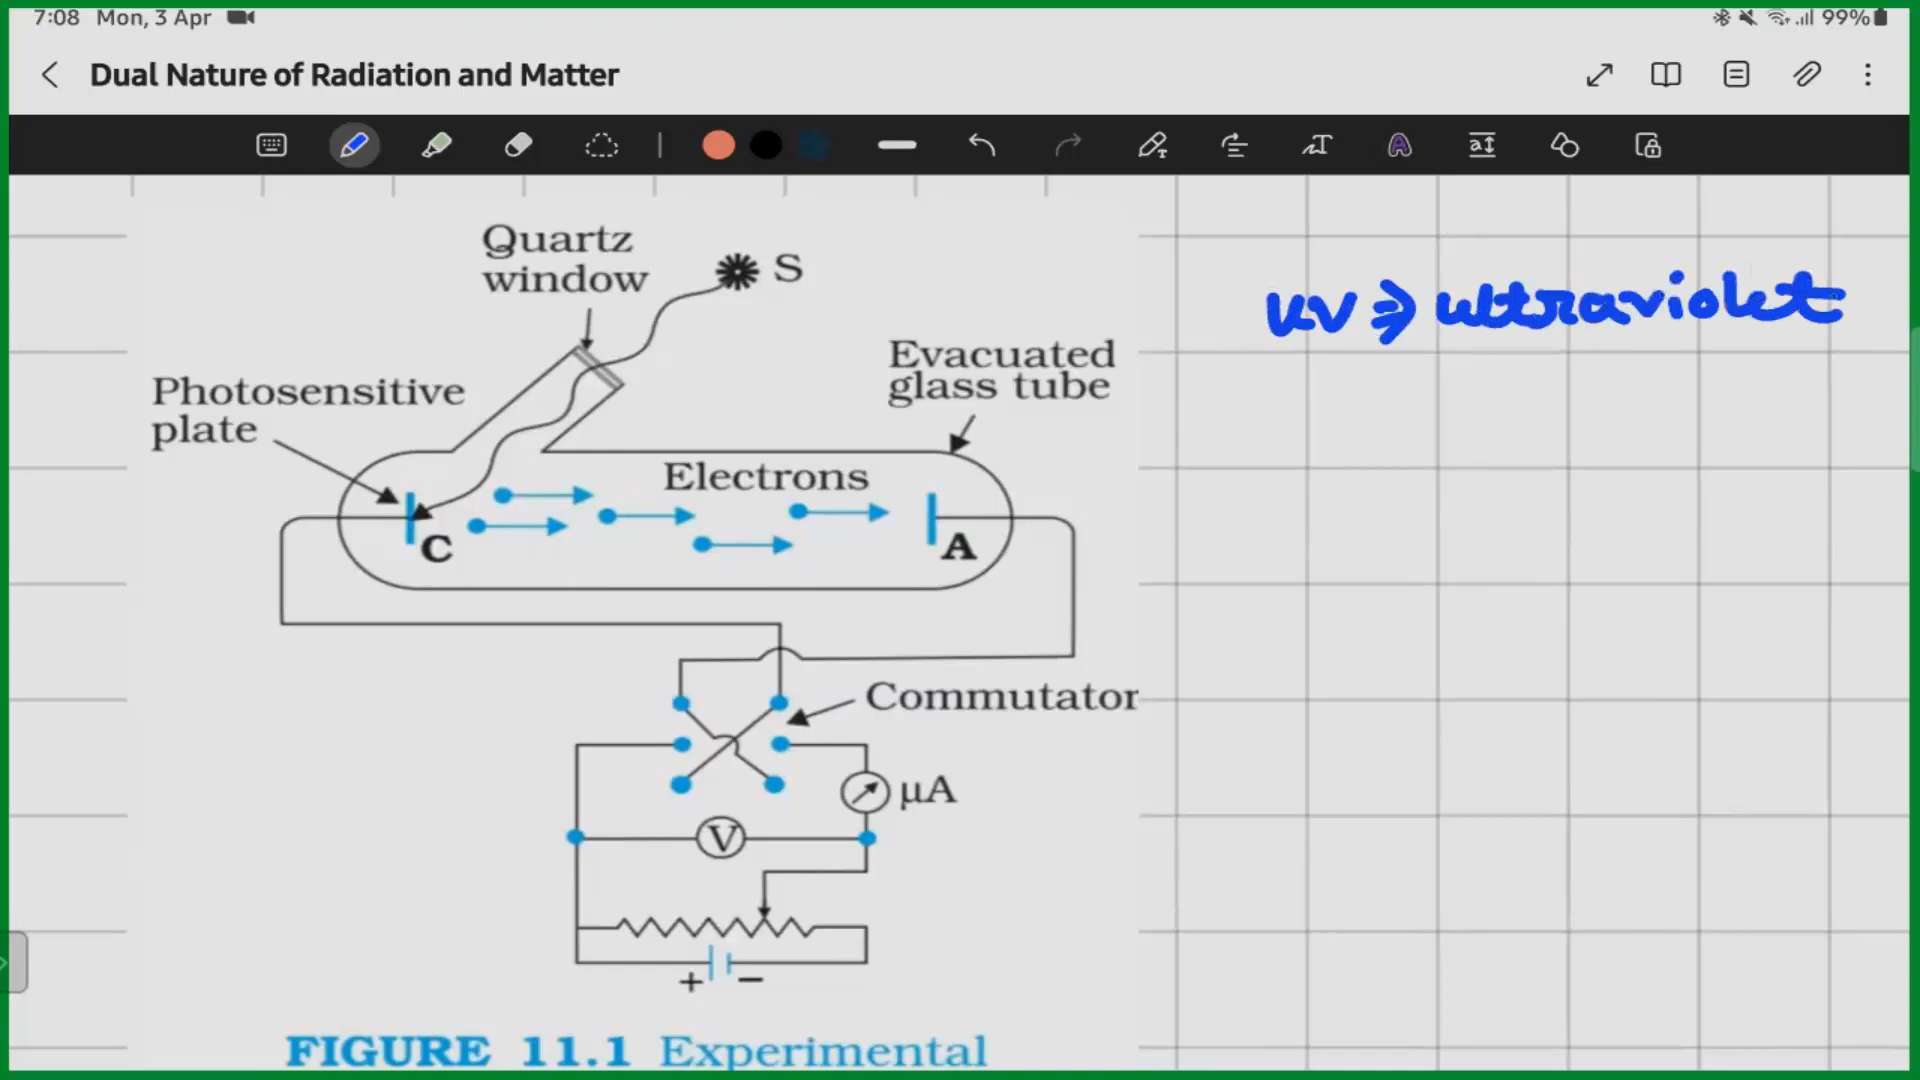 7:08 Mon, 3 Apr
99%
Dual Nature of Radiation and Matter
Quartz
window
S
uv ⇒ ultraviolet
Evacuated
glass tube
Photosensitive
plate
Electrons
C
A
Commutator
μA
V
+ −
FIGURE 11.1 Experimental